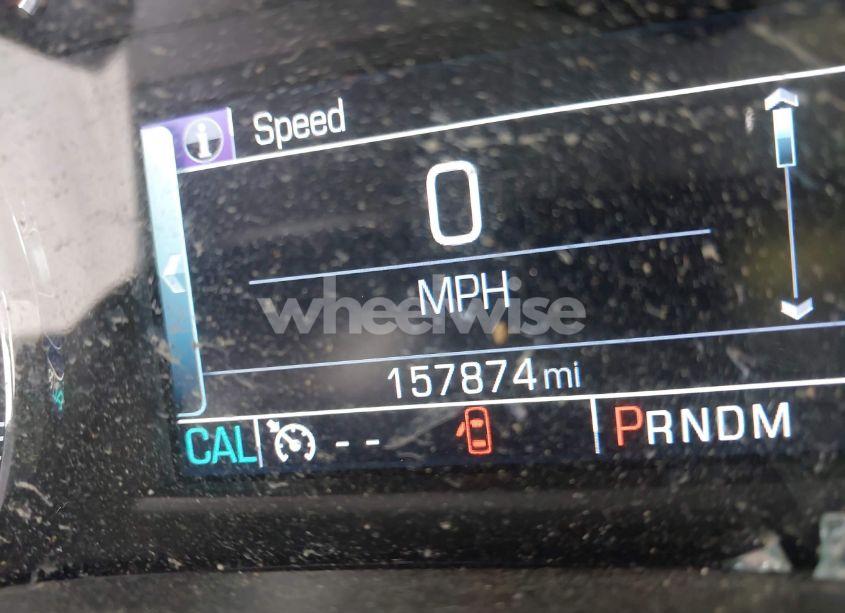 Speed
0
MPH
wheelwise
157874 mi
CAL -- PRNDM